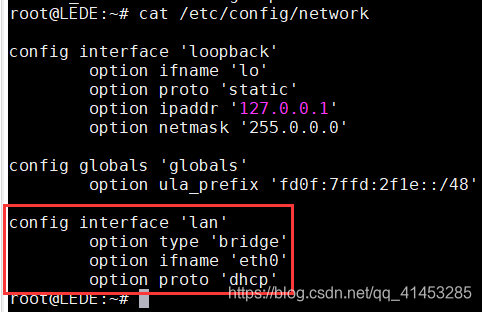 root@LEDE:~# cat /etc/config/network
config interface 'loopback'
option ifname 'lo'
option proto 'static'
option ipaddr '127.0.0.1'
option netmask '255.0.0.0'
config globals 'globals'
option ula_prefix 'fd0f:7ffd:2f1e::/48'
config interface 'lan'
option type 'bridge'
option ifname 'eth0'
option proto 'dhcp'
root@LEDE:~#
https://blog.csdn.net/qq_41453285